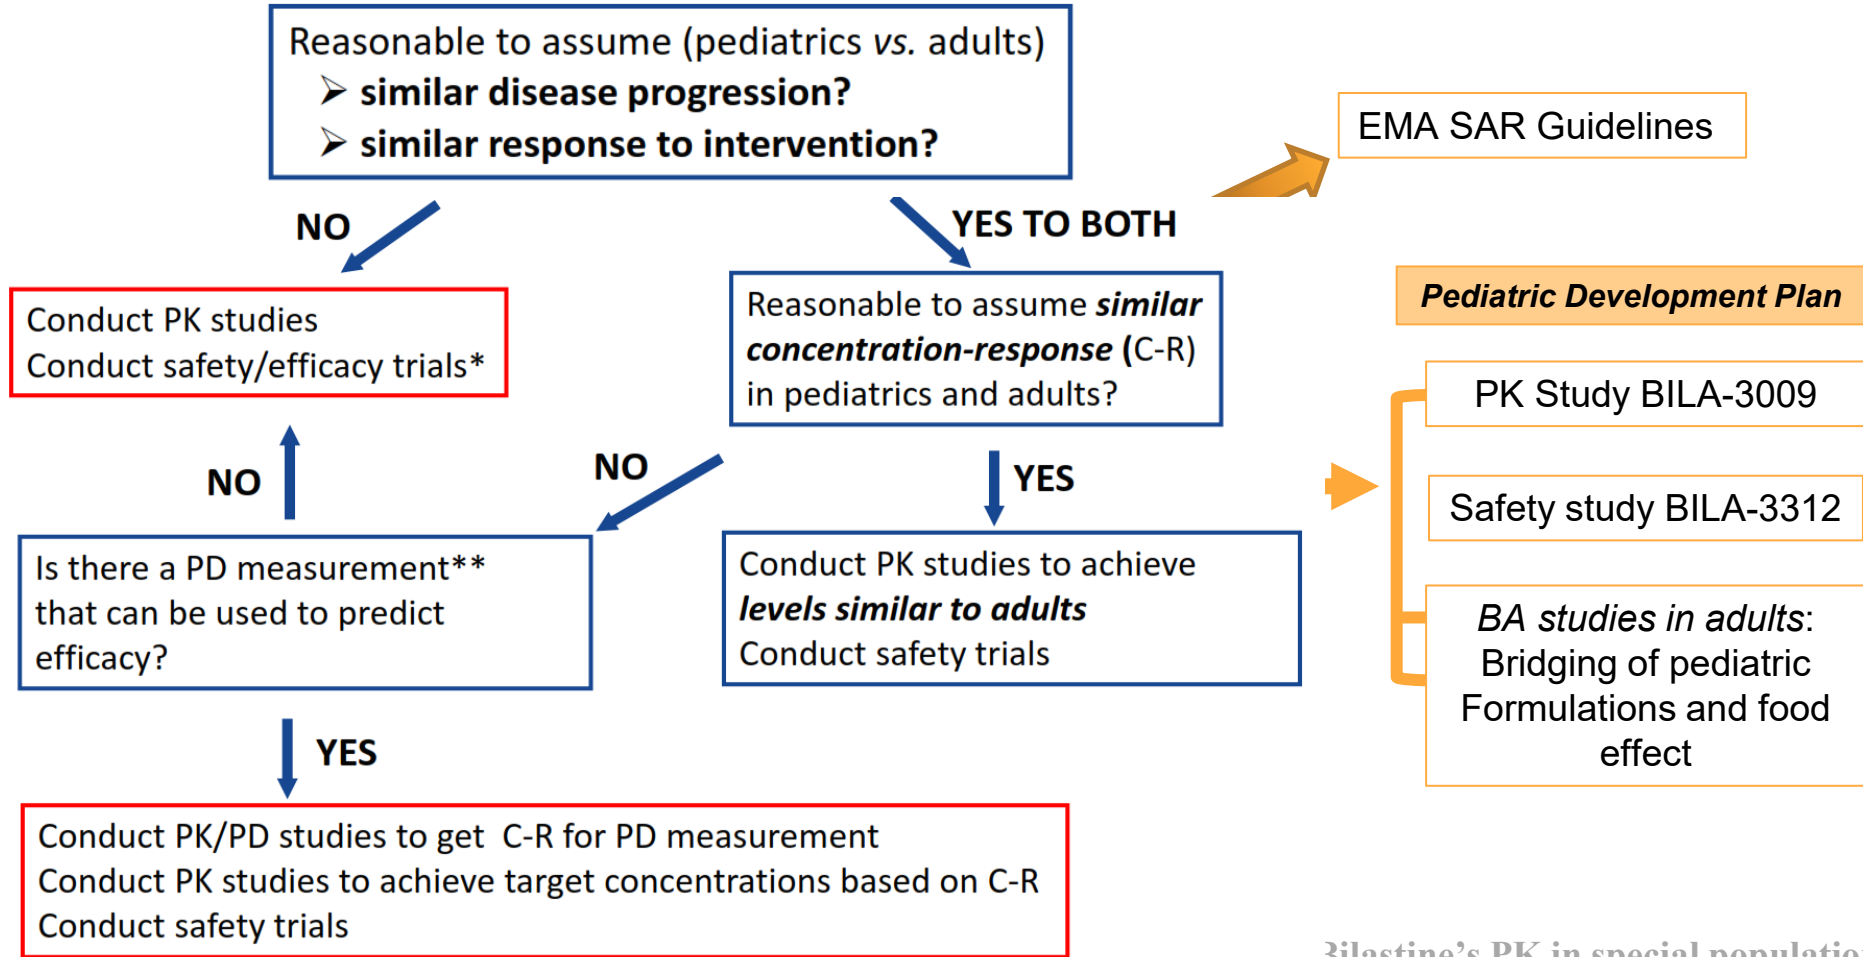 Reasonable to assume (pediatrics vs. adults)
➢ similar disease progression?
➢ similar response to intervention?
EMA SAR Guidelines
NO
YES TO BOTH
Conduct PK studies
Conduct safety/efficacy trials*
Reasonable to assume similar
concentration-response (C-R)
in pediatrics and adults?
Pediatric Development Plan
PK Study BILA-3009
Safety study BILA-3312
BA studies in adults:
Bridging of pediatric
Formulations and food
effect
NO
NO
YES
Is there a PD measurement**
that can be used to predict
efficacy?
Conduct PK studies to achieve
levels similar to adults
Conduct safety trials
YES
Conduct PK/PD studies to get C-R for PD measurement
Conduct PK studies to achieve target concentrations based on C-R
Conduct safety trials
PK in special